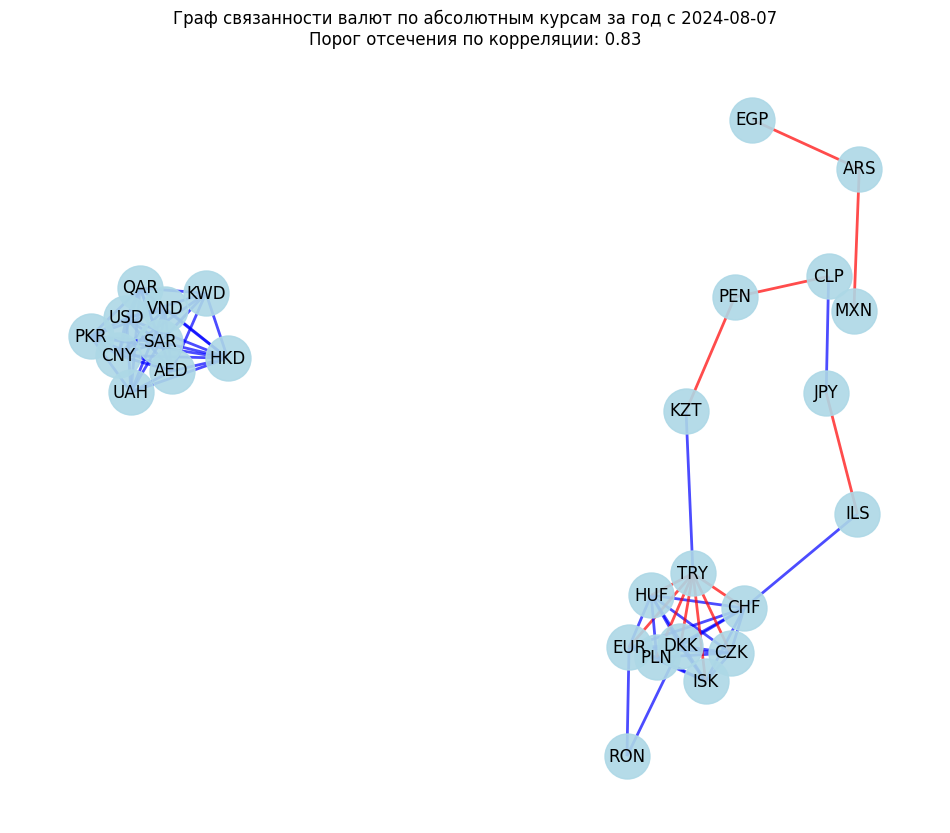 Граф связанности валют по абсолютным курсам за год с 2024-08-07
Порог отсечения по корреляции: 0.83
EGP
ARS
CLP
QAR
KWD
PEN
VND
MXN
USD
PKR
SAR
CNY
HKD
AED
UAH
JPY
KZT
ILS
TRY
HUF
CHF
EUR
DKK
PLN
CZK
ISK
RON